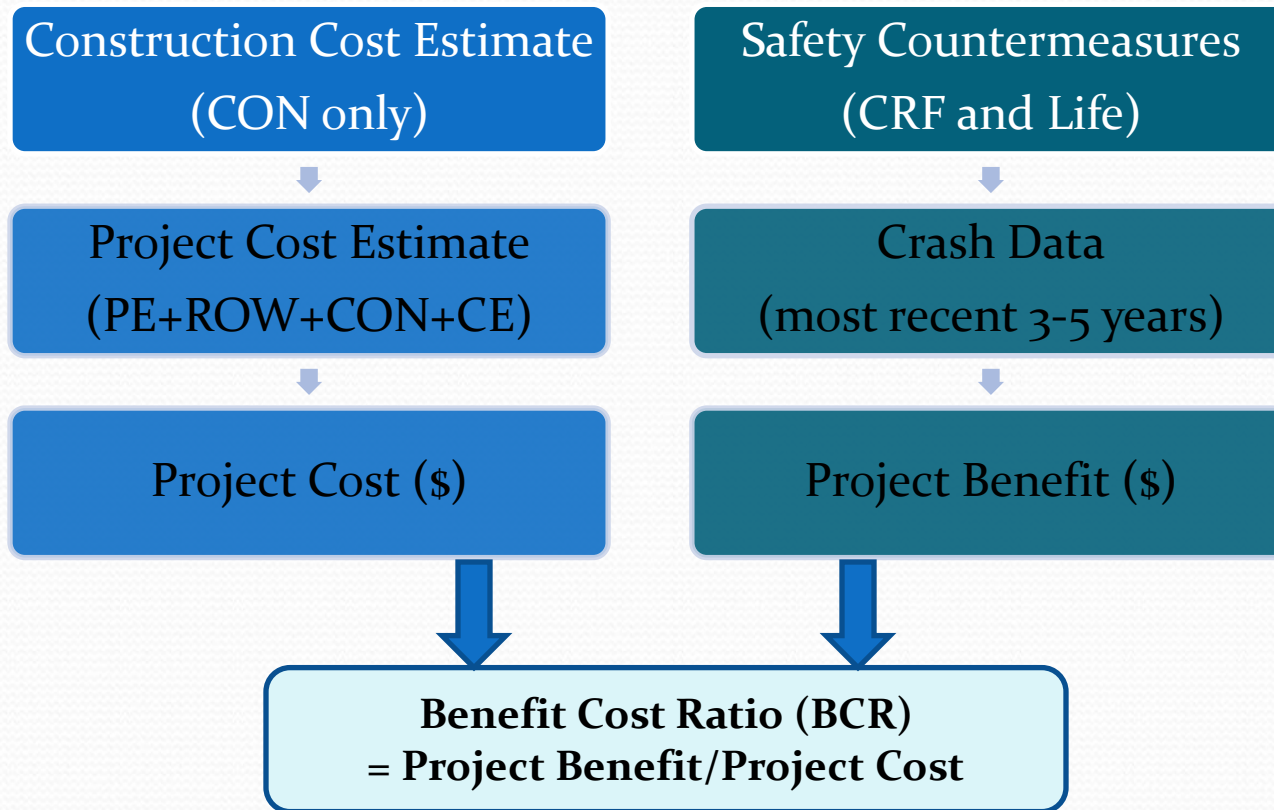 Construction Cost Estimate
(CON only)
Project Cost Estimate
(PE+ROW+CON+CE)
Project Cost ($)
Safety Countermeasures
(CRF and Life)
Crash Data
(most recent 3-5 years)
Project Benefit ($)
Benefit Cost Ratio (BCR)
= Project Benefit/Project Cost